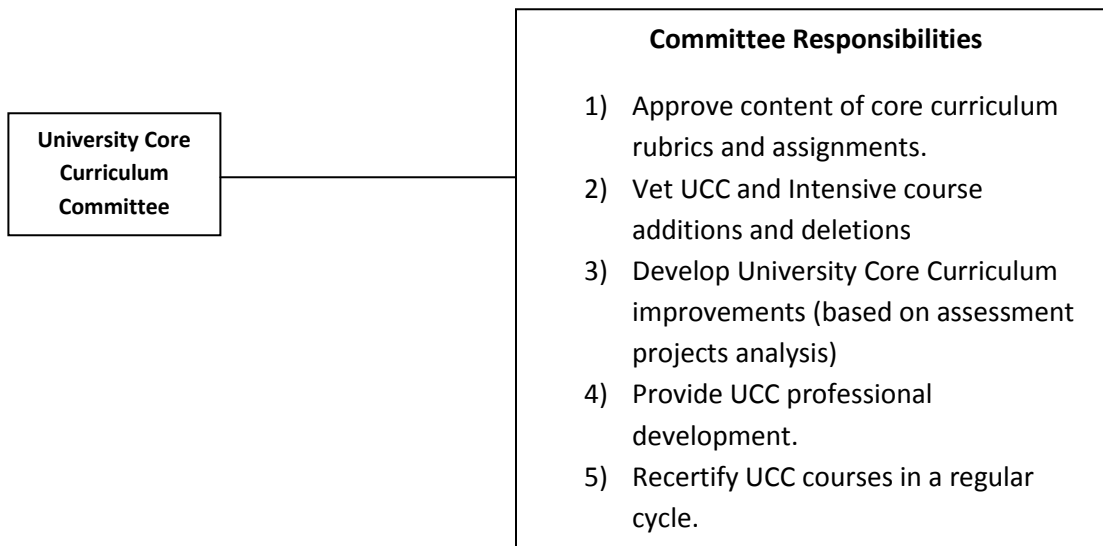 University Core
Curriculum
Committee
Committee Responsibilities
1) Approve content of core curriculum
rubrics and assignments.
2) Vet UCC and Intensive course
additions and deletions
3) Develop University Core Curriculum
improvements (based on assessment
projects analysis)
4) Provide UCC professional
development.
5) Recertify UCC courses in a regular
cycle.